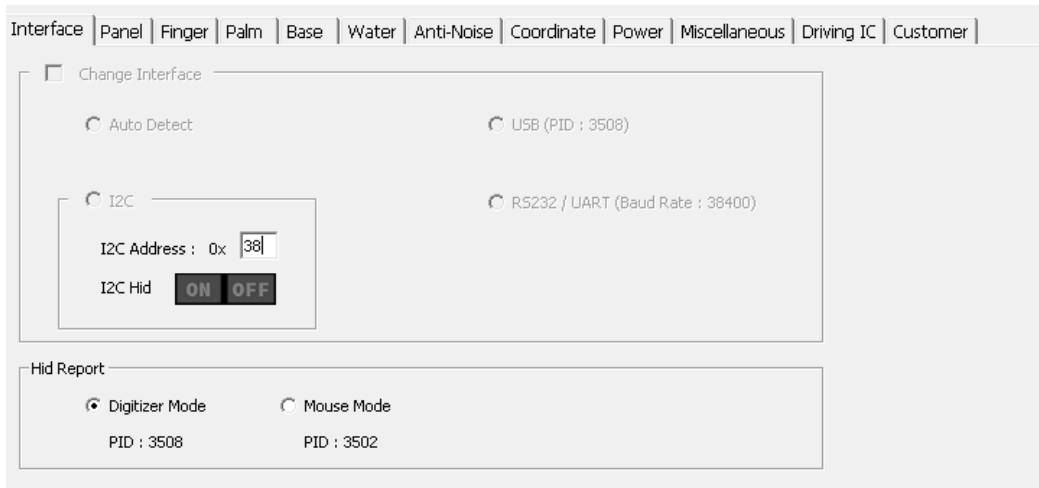 Interface Panel Finger Palm Base Water Anti-Noise Coordinate Power Miscellaneous Driving IC Customer
Change Interface
Auto Detect USB (PID : 3508)
I2C RS232 / UART (Baud Rate : 38400)
I2C Address : 0x 38
I2C Hid ON OFF
Hid Report
Digitizer Mode Mouse Mode
PID : 3508 PID : 3502